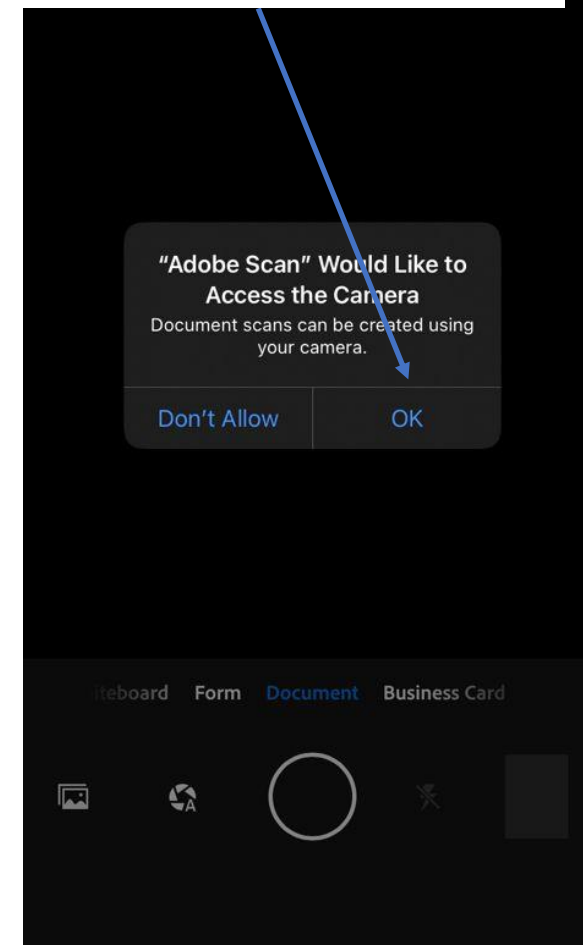 “Adobe Scan” Would Like to
Access the Camera
Document scans can be created using
your camera.
Don’t Allow OK
iteboard Form Document Business Card
A